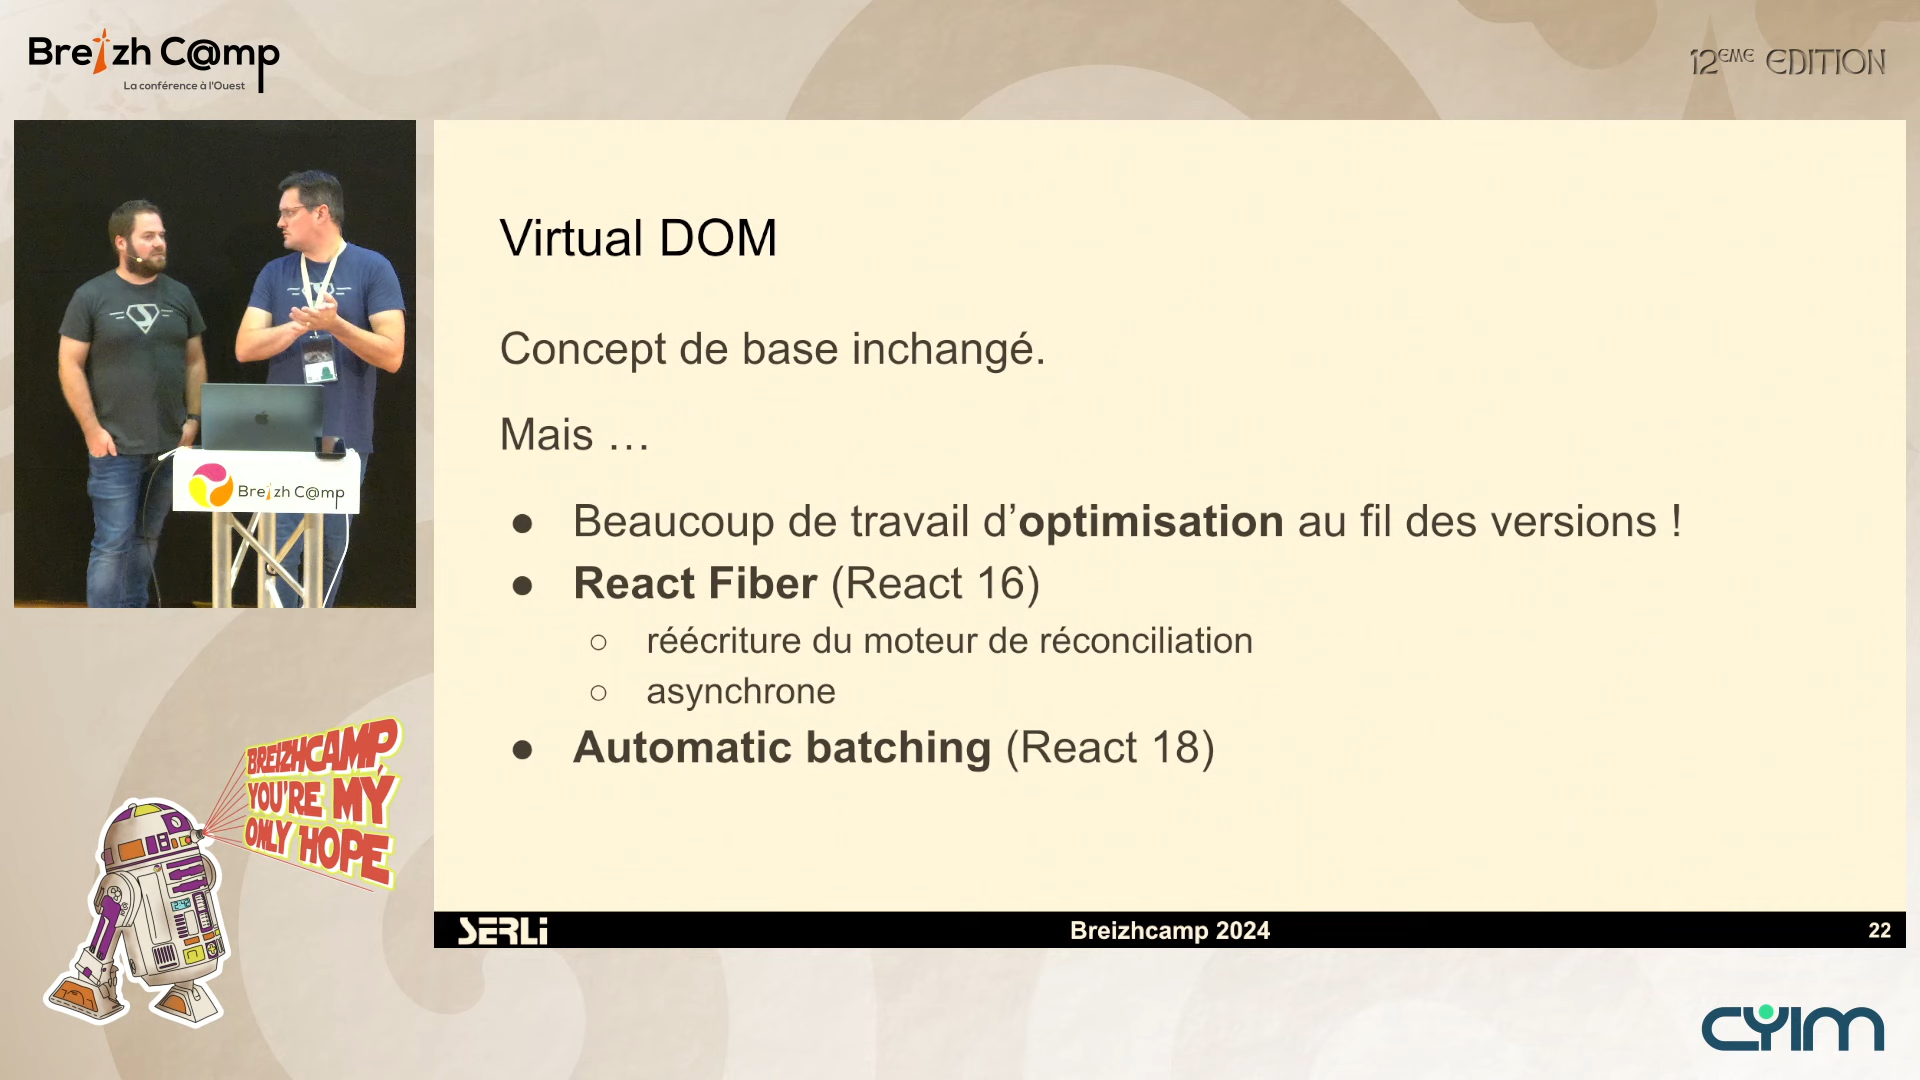 Breizh C@mp
La conférence à l'Ouest
12EME EDITION
Virtual DOM
Concept de base inchangé.
Mais …
● Beaucoup de travail d’optimisation au fil des versions !
● React Fiber (React 16)
○ réécriture du moteur de réconciliation
○ asynchrone
● Automatic batching (React 18)
Breizh C@mp
BREIZHCAMP,
YOU'RE MY
ONLY HOPE
SERLi
Breizhcamp 2024
22
CYIM